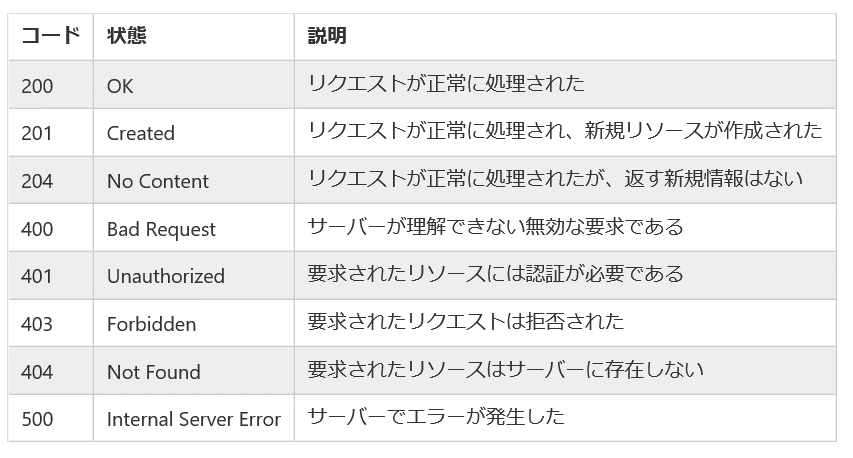 コード 状態 説明
200 OK リクエストが正常に処理された
201 Created リクエストが正常に処理され、新規リソースが作成された
204 No Content リクエストが正常に処理されたが、返す新規情報はない
400 Bad Request サーバーが理解できない無効な要求である
401 Unauthorized 要求されたリソースには認証が必要である
403 Forbidden 要求されたリクエストは拒否された
404 Not Found 要求されたリソースはサーバーに存在しない
500 Internal Server Error サーバーでエラーが発生した